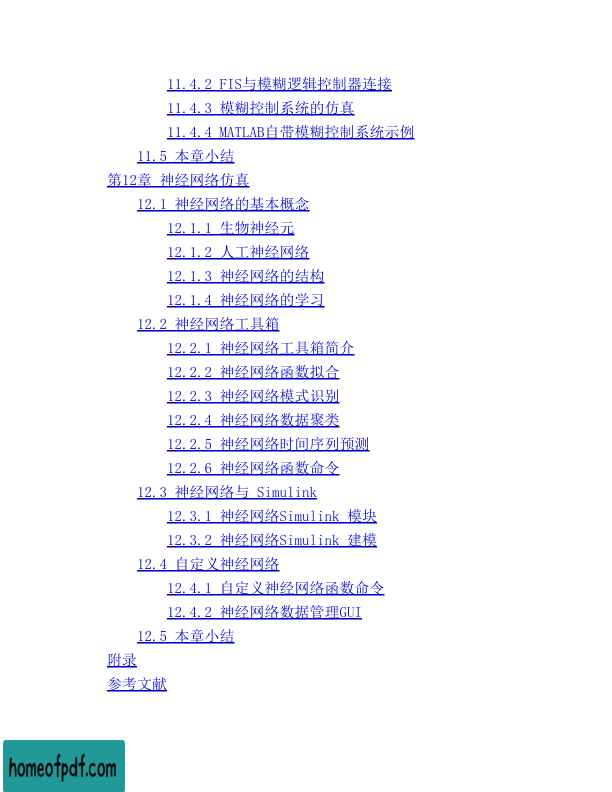 11.4.2 FIS与模糊逻辑控制器连接
11.4.3 模糊控制系统的仿真
11.4.4 MATLAB自带模糊控制系统示例
11.5 本章小结
第12章 神经网络仿真
12.1 神经网络的基本概念
12.1.1 生物神经元
12.1.2 人工神经网络
12.1.3 神经网络的结构
12.1.4 神经网络的学习
12.2 神经网络工具箱
12.2.1 神经网络工具箱简介
12.2.2 神经网络函数拟合
12.2.3 神经网络模式识别
12.2.4 神经网络数据聚类
12.2.5 神经网络时间序列预测
12.2.6 神经网络函数命令
12.3 神经网络与 Simulink
12.3.1 神经网络Simulink 模块
12.3.2 神经网络Simulink 建模
12.4 自定义神经网络
12.4.1 自定义神经网络函数命令
12.4.2 神经网络数据管理GUI
12.5 本章小结
附录
参考文献
homeofpdf.com